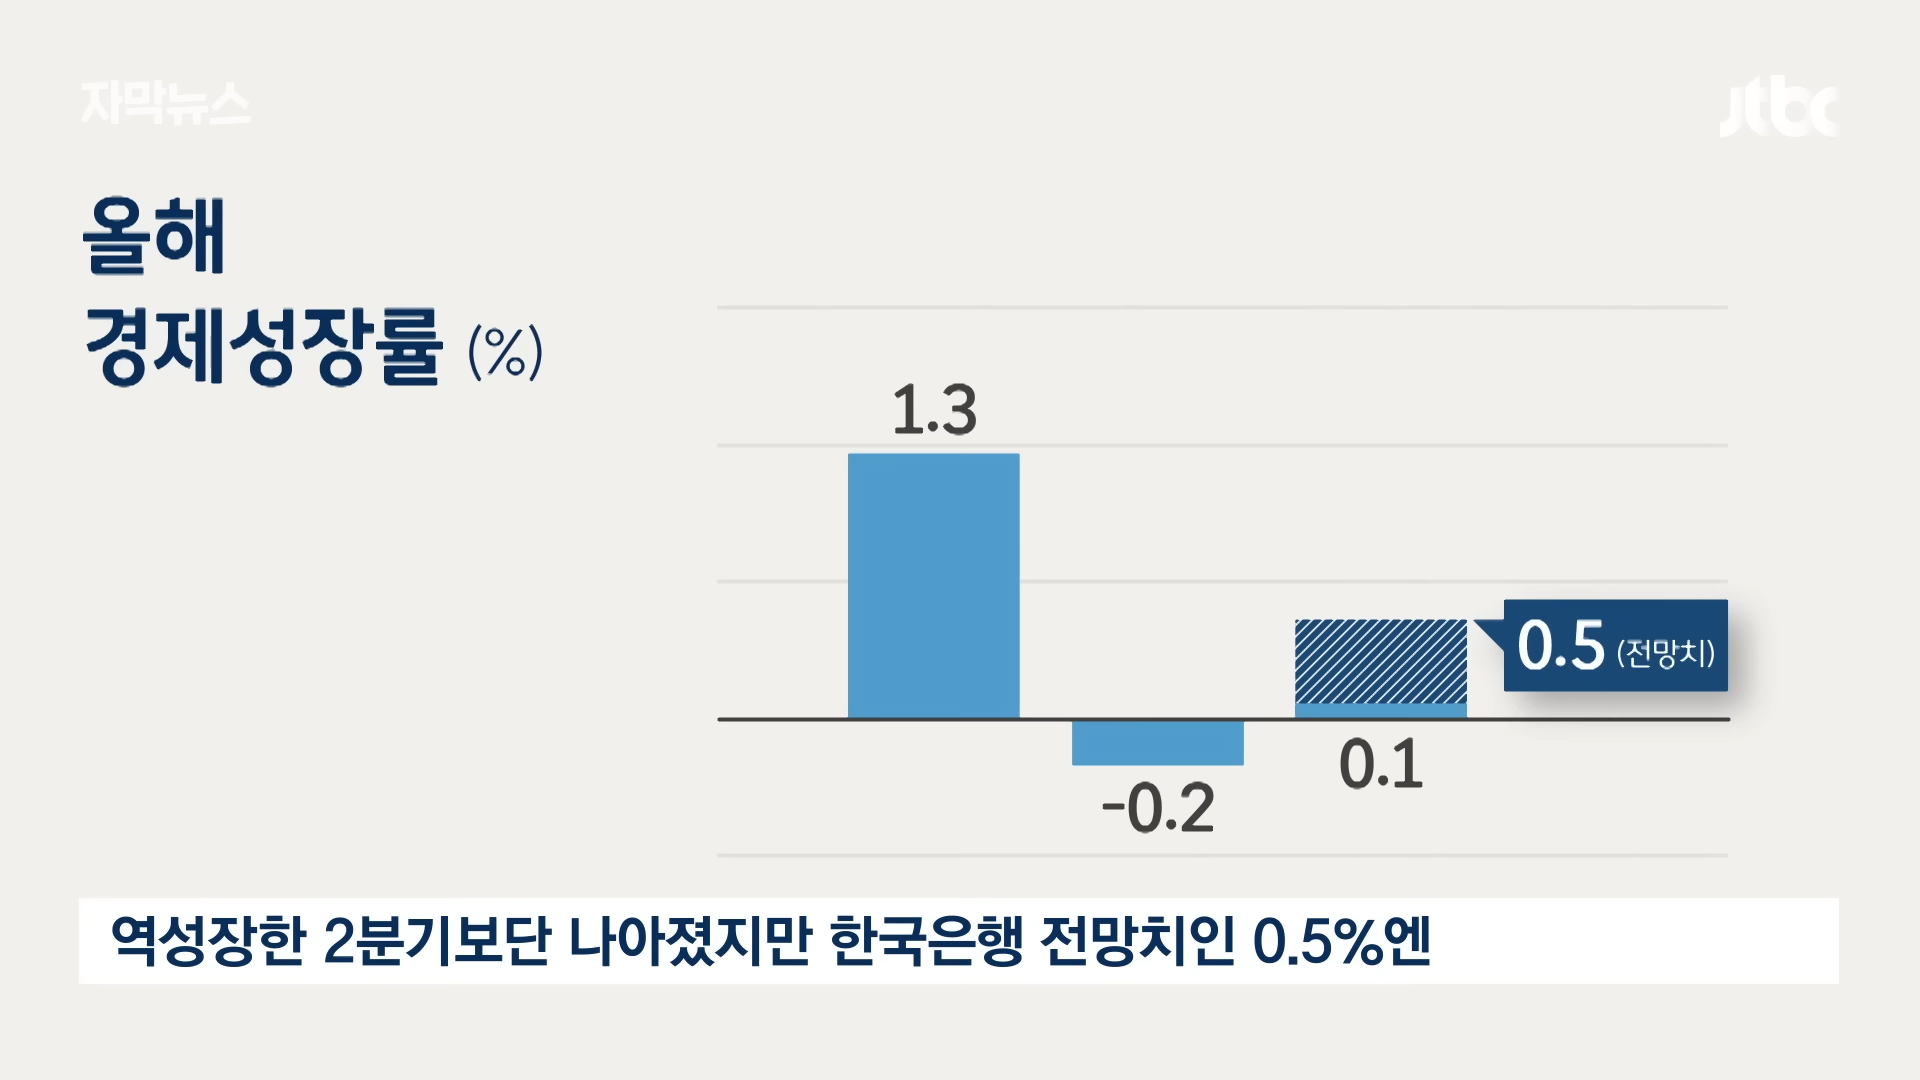 자막뉴스
jtbc
올해
경제성장률 (%)
1.3
0.5 (전망치)
0.1
-0.2
역성장한 2분기보단 나아졌지만 한국은행 전망치인 0.5%엔